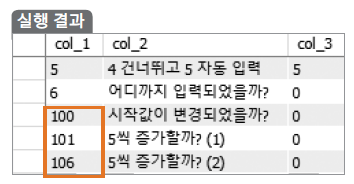 실행 결과
col_1 col_2 col_3
5 4 건너뛰고 5 자동 입력 5
6 어디까지 입력되었을까? 0
100 시작값이 변경되었을까? 0
101 5씩 증가할까? (1) 0
106 5씩 증가할까? (2) 0